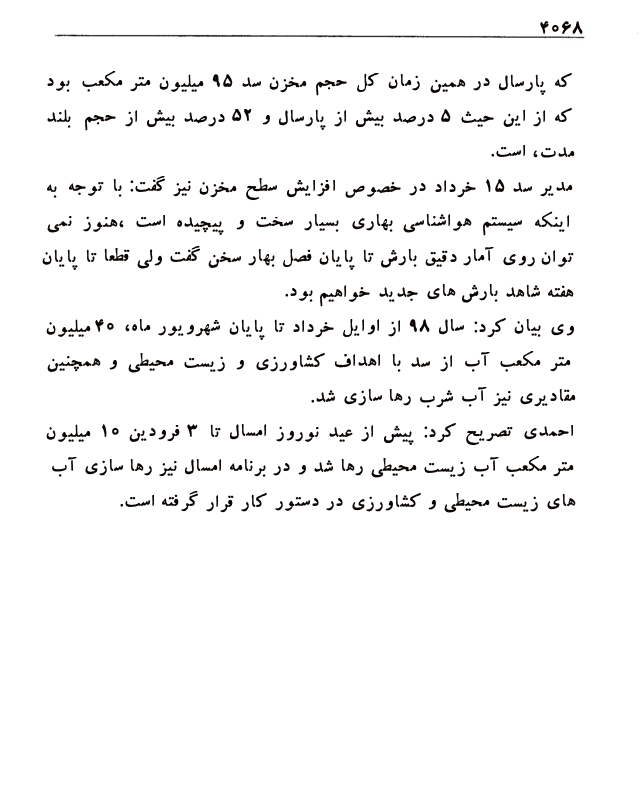 ۴۰۶۸
که پارسال در همین زمان کل حجم مخزن سد ۹۵ میلیون متر مکعب بود
که از این حیث ۵ درصد بیش از پارسال و ۵۲ درصد بیش از حجم بلند
مدت، است.
مدیر سد ۱۵ خرداد در خصوص افزایش سطح مخزن نیز گفت: با توجه به
اینکه سیستم هواشناسی بهاری بسیار سخت و پیچیده است ،هنوز نمی
توان روی آمار دقیق بارش تا پایان فصل بهار سخن گفت ولی قطعا تا پایان
هفته شاهد بارش های جدید خواهیم بود.
وی بیان کرد: سال ۹۸ از اوایل خرداد تا پایان شهریور ماه، ۴۰ میلیون
متر مکعب آب از سد با اهداف کشاورزی و زیست محیطی و همچنین
مقادیری نیز آب شرب رها سازی شد.
احمدی تصریح کرد: پیش از عید نوروز امسال تا ۳ فرودین ۱۰ میلیون
متر مکعب آب زیست محیطی رها شد و در برنامه امسال نیز رها سازی آب
های زیست محیطی و کشاورزی در دستور کار قرار گرفته است.